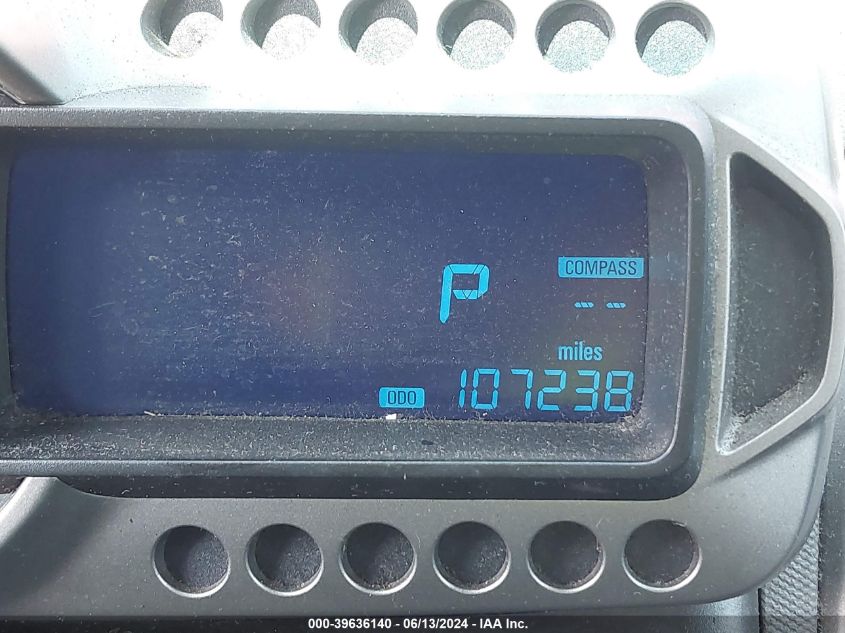 P
COMPASS
--
miles
ODO 107238
000-39636140 - 06/13/2024 - IAA Inc.